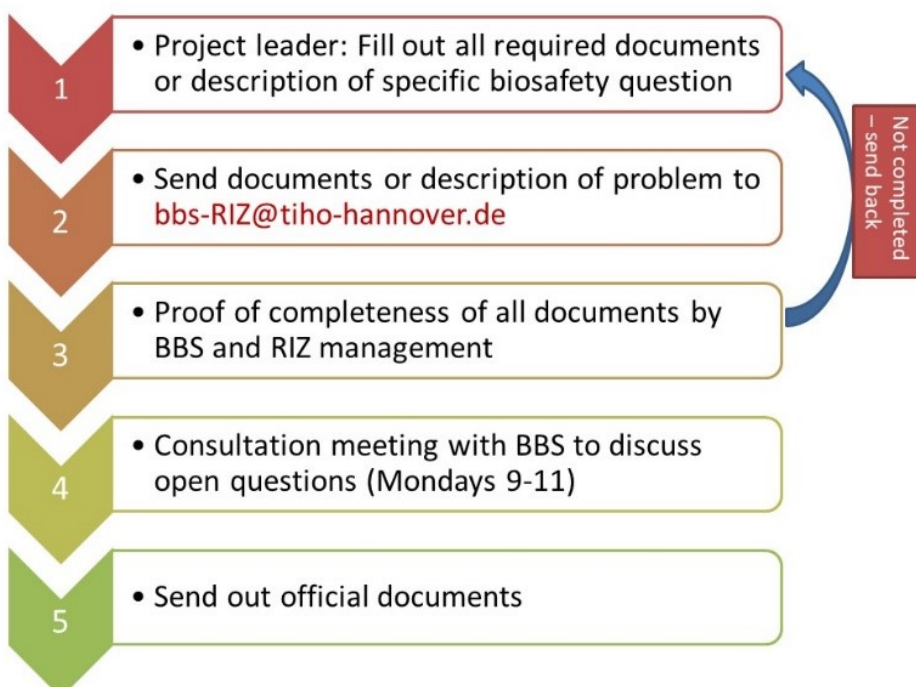 1
• Project leader: Fill out all required documents
or description of specific biosafety question
2
• Send documents or description of problem to
bbs-RIZ@tiho-hannover.de
3
• Proof of completeness of all documents by
BBS and RIZ management
4
• Consultation meeting with BBS to discuss
open questions (Mondays 9-11)
5
• Send out official documents
Not completed
– send back